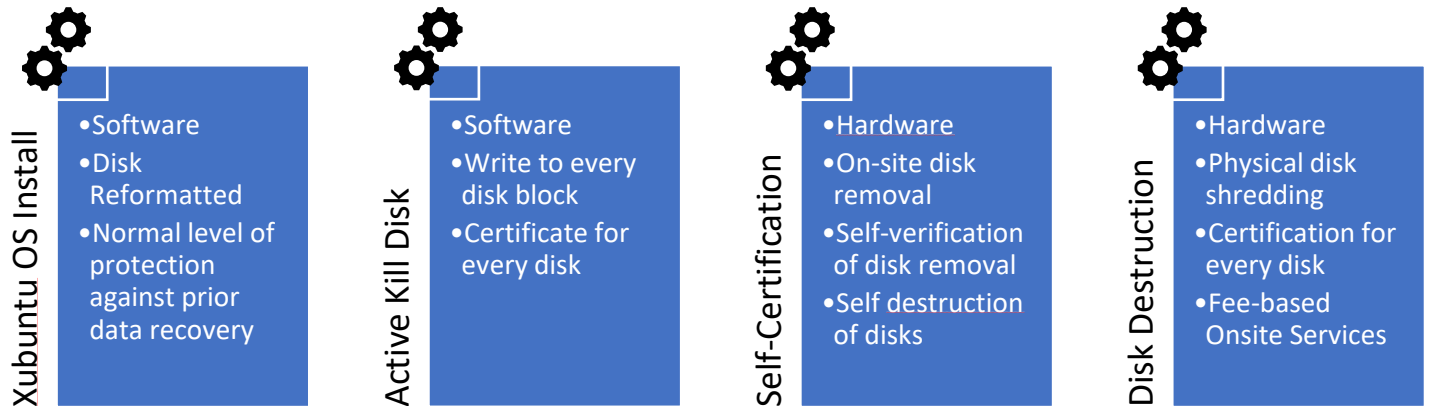 Xubuntu OS Install
•Software
•Disk
Reformatted
•Normal level of
protection
against prior
data recovery
Active Kill Disk
•Software
•Write to every
disk block
•Certificate for
every disk
Self-Certification
•Hardware
•On-site disk
removal
•Self-verification
of disk removal
•Self destruction
of disks
Disk Destruction
•Hardware
•Physical disk
shredding
•Certification for
every disk
•Fee-based
Onsite Services